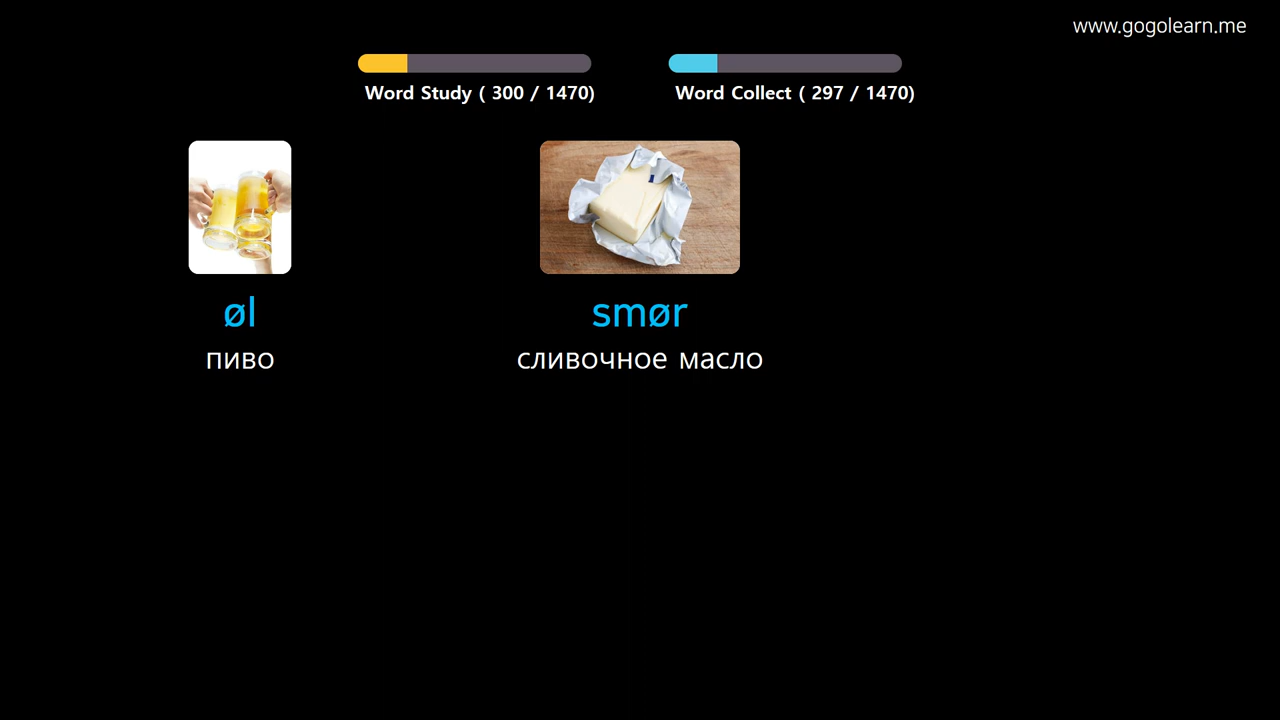 www.gogolearn.me
Word Study ( 300 / 1470)
Word Collect ( 297 / 1470)
øl
пиво
smør
сливочное масло